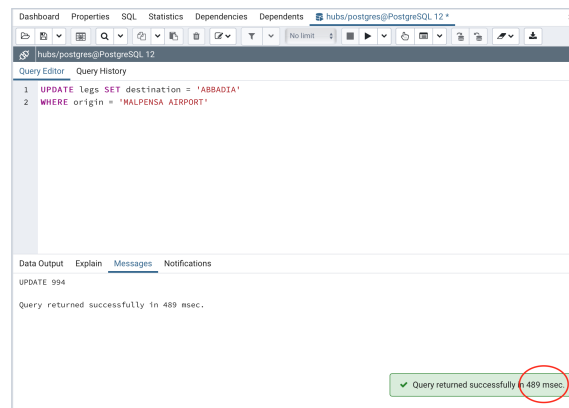 Dashboard Properties SQL Statistics Dependencies Dependents hubs/postgres@PostgreSQL 12 *
No limit
hubs/postgres@PostgreSQL 12
Query Editor Query History
1 UPDATE legs SET destination = 'ABBADIA'
2 WHERE origin = 'MALPENSA AIRPORT'
Data Output Explain Messages Notifications
UPDATE 994
Query returned successfully in 489 msec.
Query returned successfully in 489 msec.